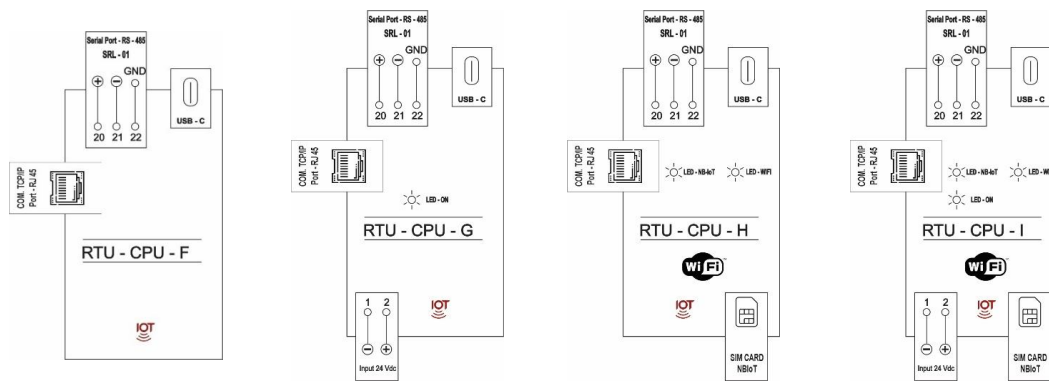 Serial Port - RS - 485
SRL - 01
GND
20 21 22
USB - C
COM. TCP/IP
Port - RJ 45
RTU - CPU - F
IOT
Serial Port - RS - 485
SRL - 01
GND
20 21 22
USB - C
COM. TCP/IP
Port - RJ 45
LED - ON
RTU - CPU - G
1 2
IOT
Input 24 Vdc
Serial Port - RS - 485
SRL - 01
GND
20 21 22
USB - C
COM. TCP/IP
Port - RJ 45
LED - NB-IoT
LED - WIFI
RTU - CPU - H
WiFi
IOT
SIM CARD
NBIoT
Serial Port - RS - 485
SRL - 01
GND
20 21 22
USB - C
COM. TCP/IP
Port - RJ 45
LED - NB-IoT
LED - WI
LED - ON
RTU - CPU - I
WiFi
1 2
IOT
Input 24 Vdc
SIM CARD
NBIoT